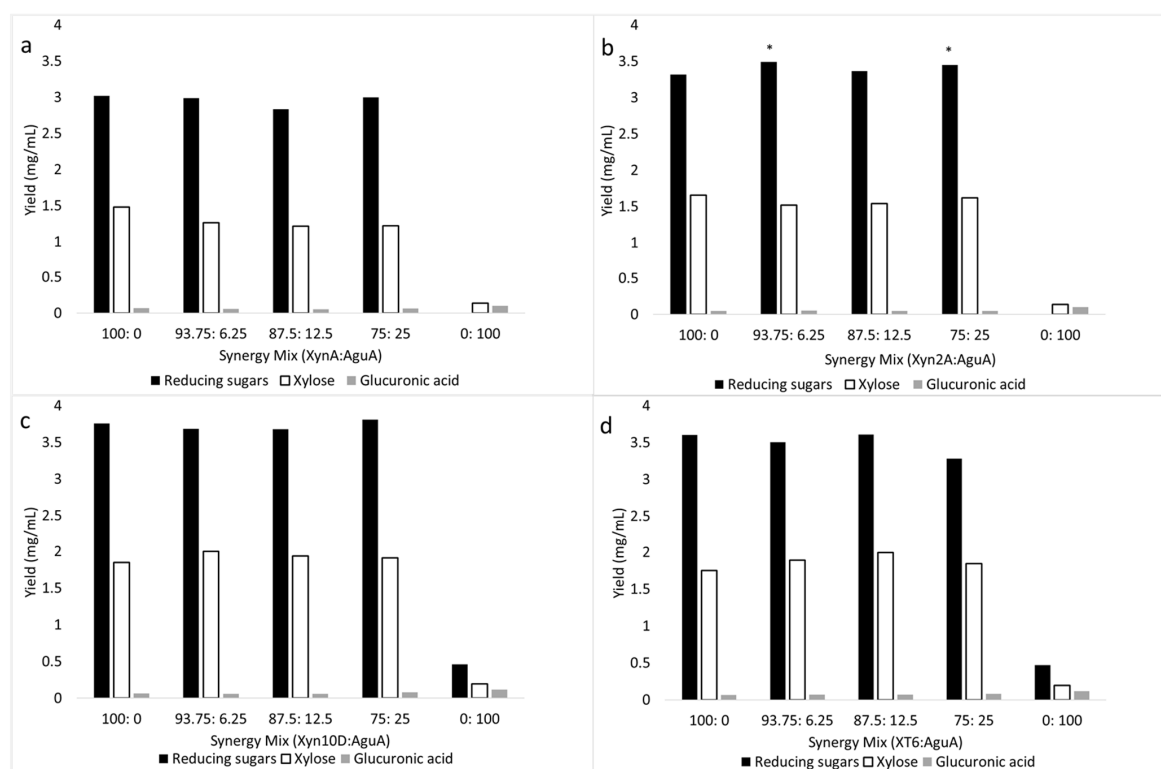 a
4
3.5
3
2.5
2
1.5
1
0.5
0
Yield (mg/mL)
100: 0 93.75: 6.25 87.5: 12.5 75: 25 0: 100
Synergy Mix (XynA:AguA)
Reducing sugars Xylose Glucuronic acid
b
4
3.5
3
2.5
2
1.5
1
0.5
0
Yield (mg/mL)
* *
100: 0 93.75: 6.25 87.5: 12.5 75: 25 0: 100
Synergy Mix (Xyn2A:AguA)
Reducing sugars Xylose Glucuronic acid
c
4
3.5
3
2.5
2
1.5
1
0.5
0
Yield (mg/mL)
100: 0 93.75: 6.25 87.5: 12.5 75: 25 0: 100
Synergy Mix (Xyn10D:AguA)
Reducing sugars Xylose Glucuronic acid
d
4
3.5
3
2.5
2
1.5
1
0.5
0
Yield (mg/mL)
100: 0 93.75: 6.25 87.5: 12.5 75: 25 0: 100
Synergy Mix (XT6:AguA)
Reducing sugars Xylose Glucuronic acid